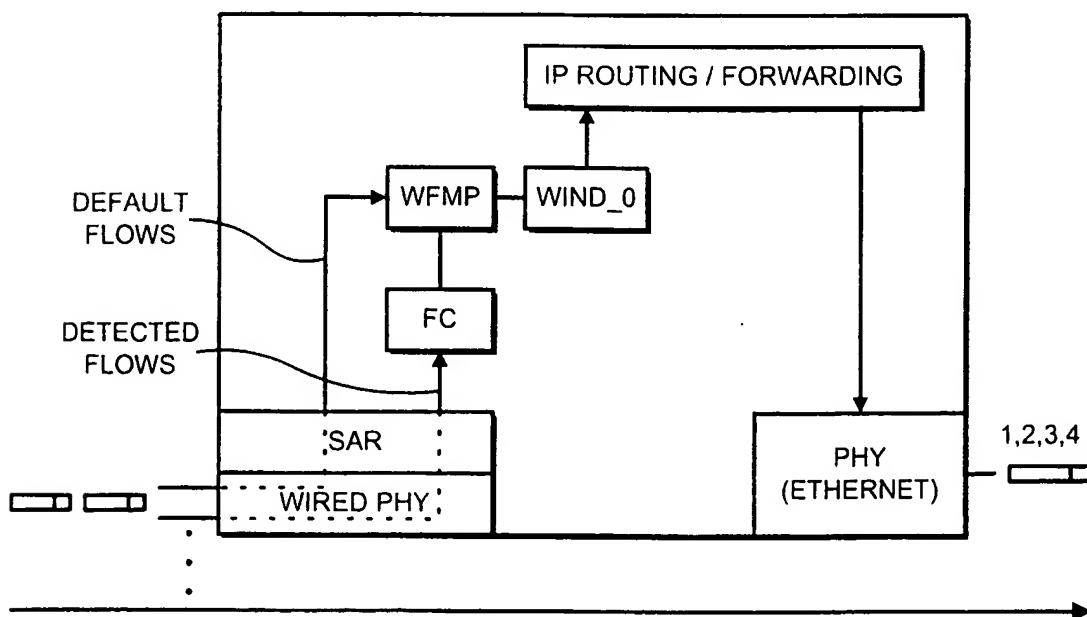 IP ROUTING / FORWARDING
WFMP
WIND_0
DEFAULT
FLOWS
FC
DETECTED
FLOWS
SAR
WIRED PHY
PHY
(ETHERNET)
1,2,3,4